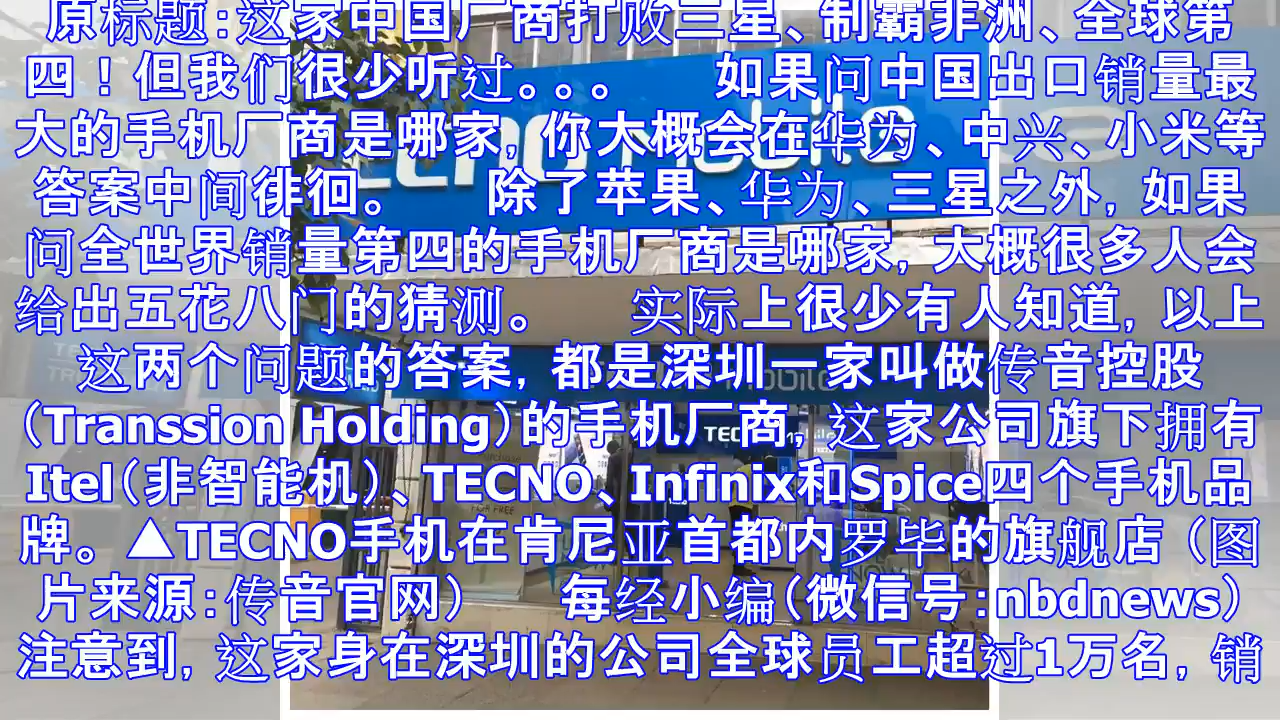 原标题:这家中国厂商打败三星、制霸非洲、全球第
四！但我们很少听过。。。 如果问中国出口销量最
大的手机厂商是哪家, 你大概会在华为、中兴、小米等
答案中间徘徊。 除了苹果、华为、三星之外, 如果
问全世界销量第四的手机厂商是哪家, 大概很多人会
给出五花八门的猜测。 实际上很少有人知道, 以上
这两个问题的答案, 都是深圳一家叫做传音控股
(Transsion Holding)的手机厂商, 这家公司旗下拥有
Itel(非智能机)、TECNO、Infinix和Spice四个手机品
牌。▲TECNO手机在肯尼亚首都内罗毕的旗舰店 (图
片来源:传音官网) 每经小编(微信号:nbdnews)
注意到, 这家身在深圳的公司全球员工超过1万名, 销
TECNO Mobile